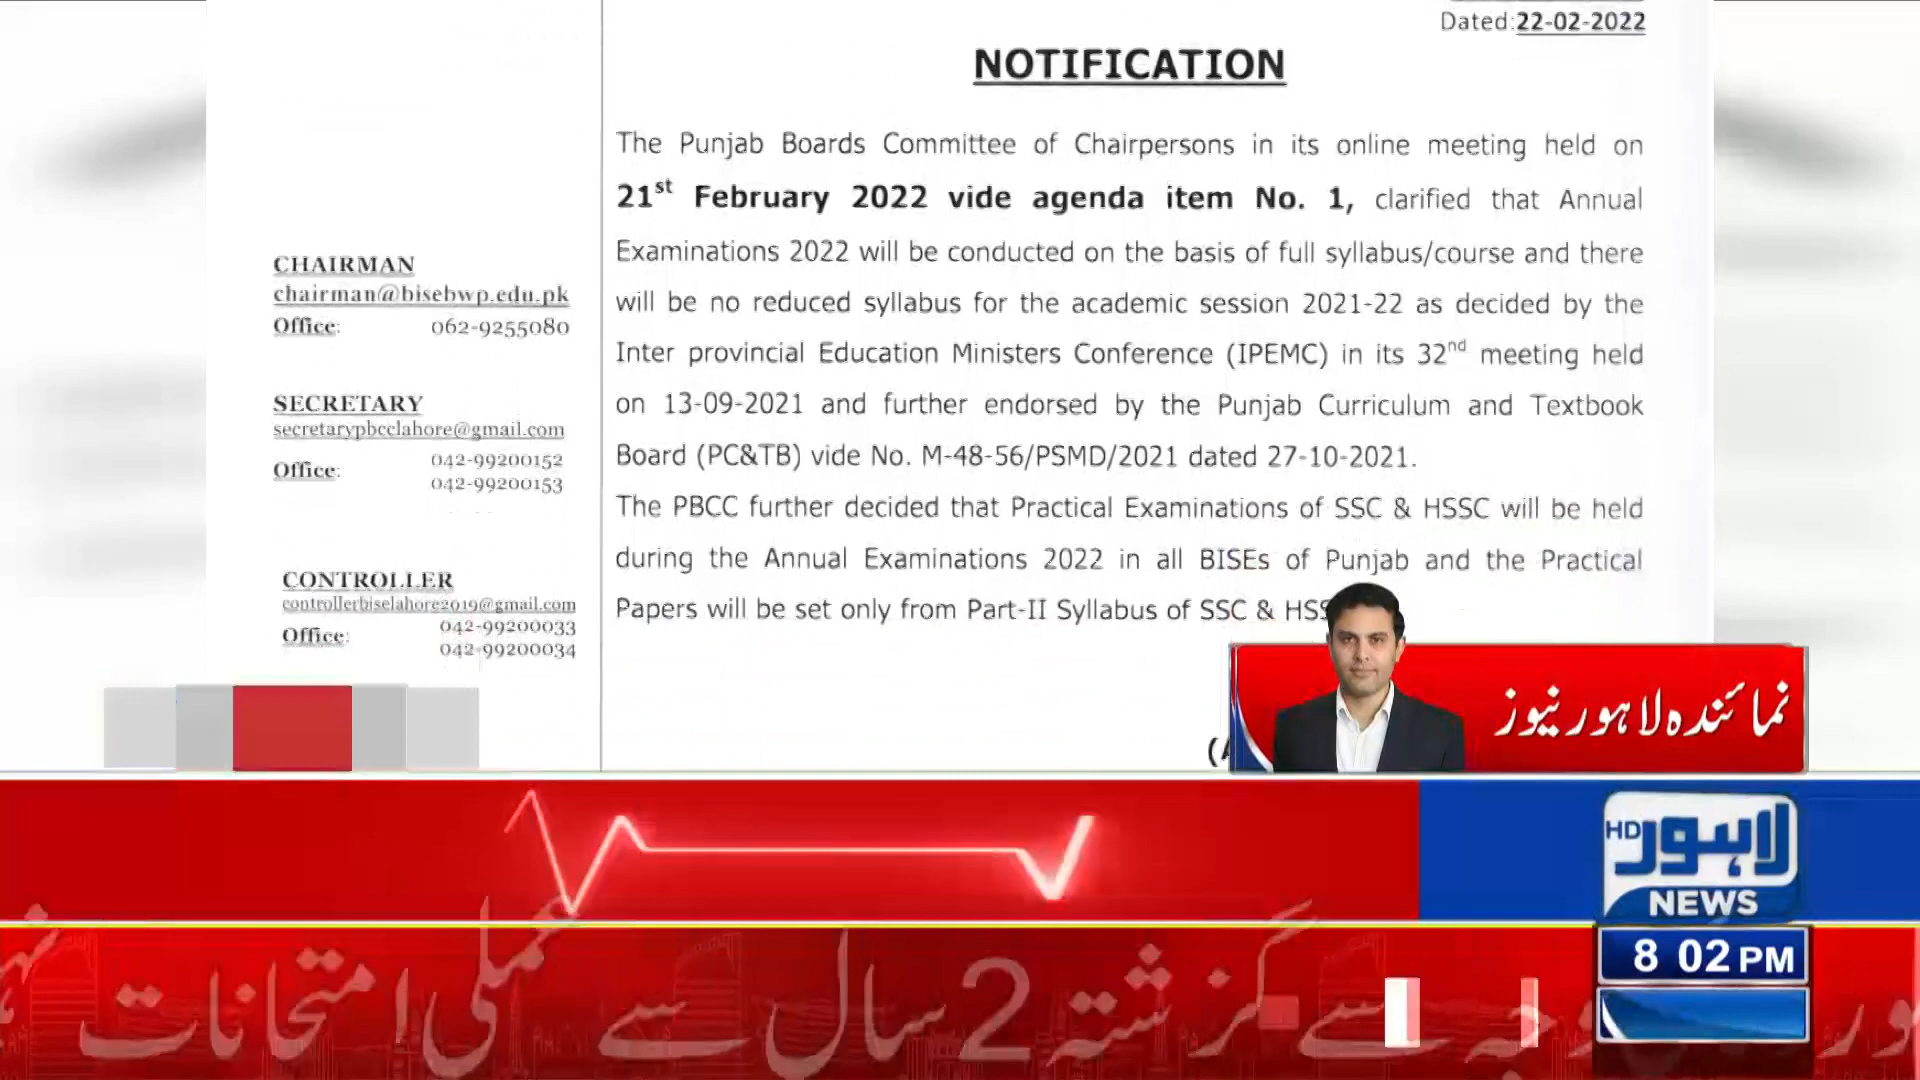 Dated:22-02-2022
NOTIFICATION
The Punjab Boards Committee of Chairpersons in its online meeting held on
21st February 2022 vide agenda item No. 1, clarified that Annual
Examinations 2022 will be conducted on the basis of full syllabus/course and there
will be no reduced syllabus for the academic session 2021-22 as decided by the
Inter provincial Education Ministers Conference (IPEMC) in its 32nd meeting held
on 13-09-2021 and further endorsed by the Punjab Curriculum and Textbook
Board (PC&TB) vide No. M-48-56/PSMD/2021 dated 27-10-2021.
The PBCC further decided that Practical Examinations of SSC & HSSC will be held
during the Annual Examinations 2022 in all BISEs of Punjab and the Practical
Papers will be set only from Part-II Syllabus of SSC & HSS
CHAIRMAN
chairman@bisebwp.edu.pk
Office: 062-9255080
SECRETARY
secretarypbcclahore@gmail.com
042-99200152
Office:
042-99200153
CONTROLLER
controllerbiselahore2019@gmail.com
042-99200033
Office:
042-99200034
نمائندہ لاہور نیوز
لاہور HD
NEWS
8 02 PM
وجہ سے گزشتہ 2 سال سے عملی امتحانات